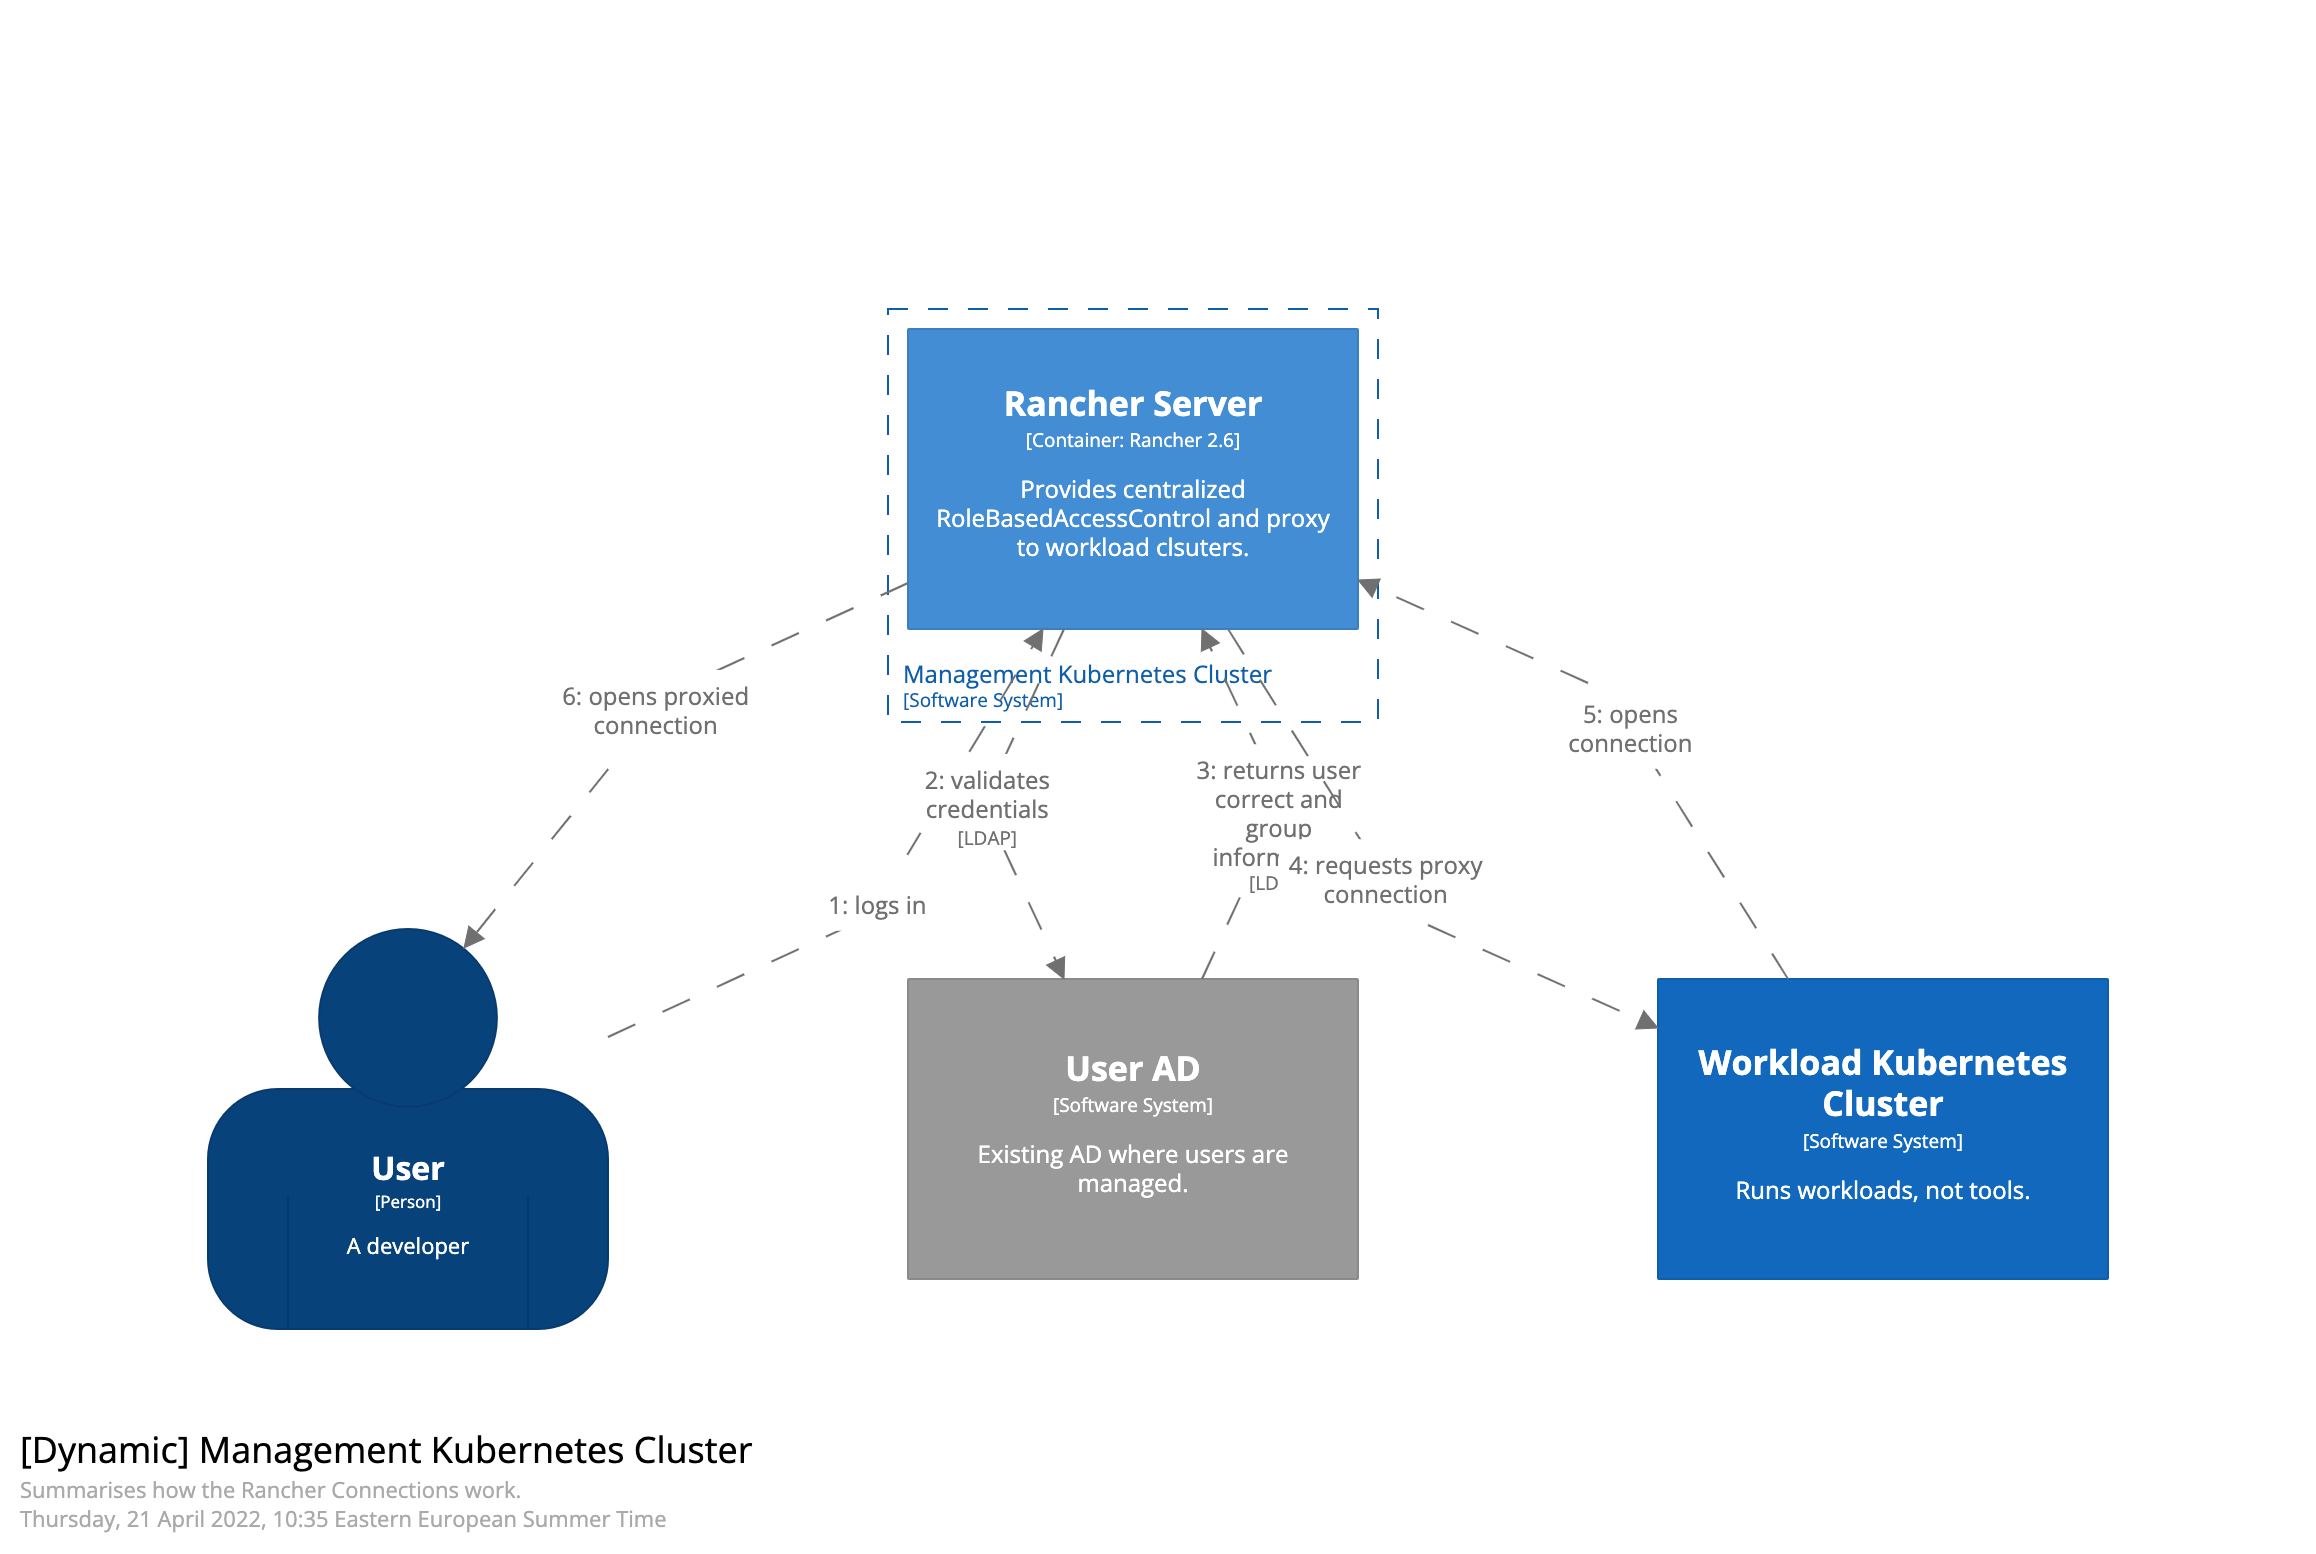 Rancher Server
[Container: Rancher 2.6]
Provides centralized
RoleBasedAccessControl and proxy
to workload clsuters.
Management Kubernetes Cluster
[Software System]
6: opens proxied
connection
5: opens
connection
2: validates
credentials
[LDAP]
3: returns user
correct and
group
4: requests proxy
connection
1: logs in
User
[Person]
A developer
User AD
[Software System]
Existing AD where users are
managed.
Workload Kubernetes
Cluster
[Software System]
Runs workloads, not tools.
[Dynamic] Management Kubernetes Cluster
Summarises how the Rancher Connections work.
Thursday, 21 April 2022, 10:35 Eastern European Summer Time